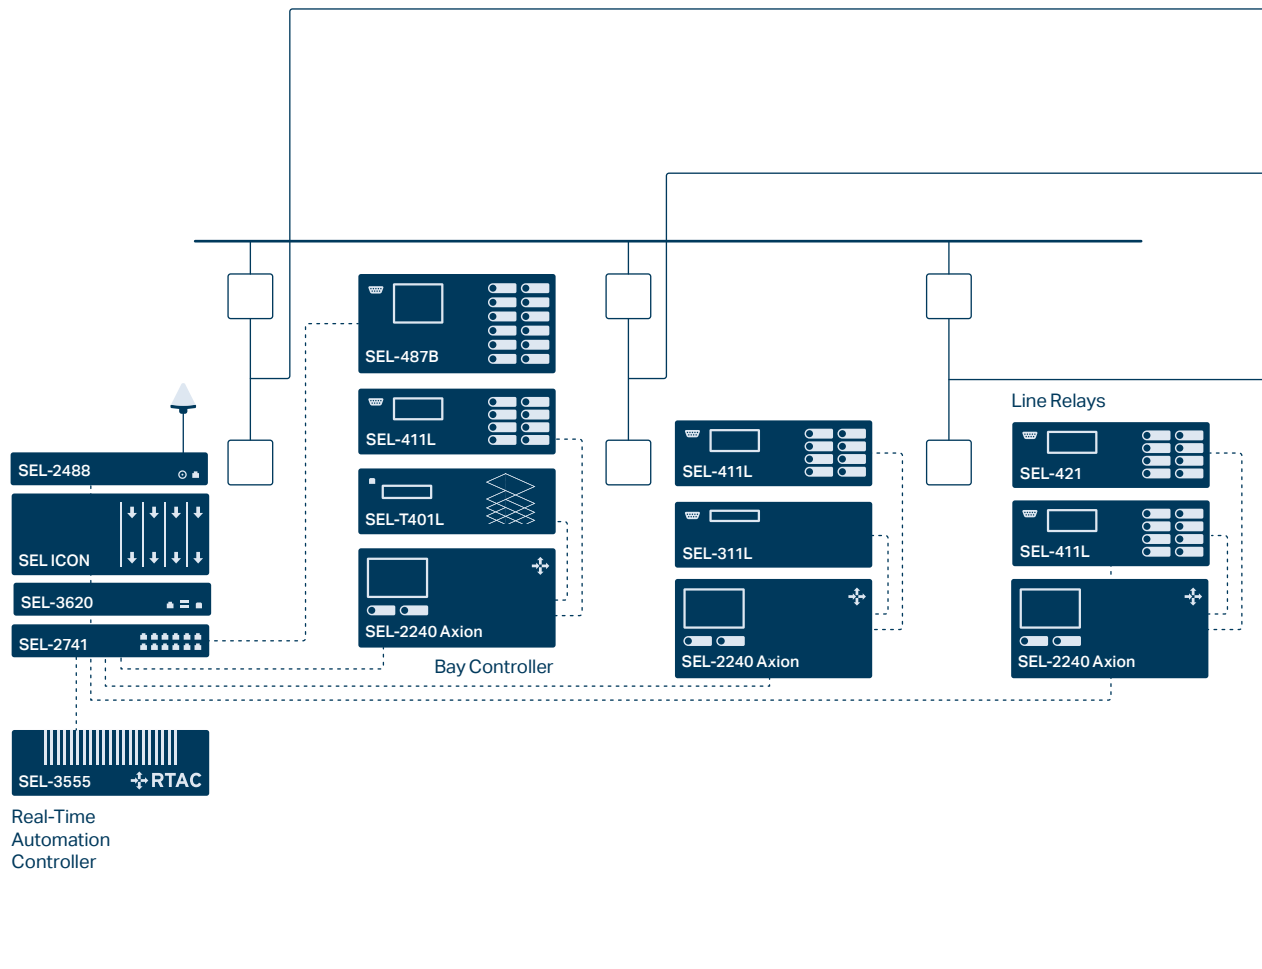 SEL-487B
SEL-411L
SEL-T401L
SEL-2240 Axion
Bay Controller
SEL-411L
SEL-311L
SEL-2240 Axion
Line Relays
SEL-421
SEL-411L
SEL-2240 Axion
SEL-2488
SEL ICON
SEL-3620
SEL-2741
SEL-3555
RTAC
Real-Time
Automation
Controller